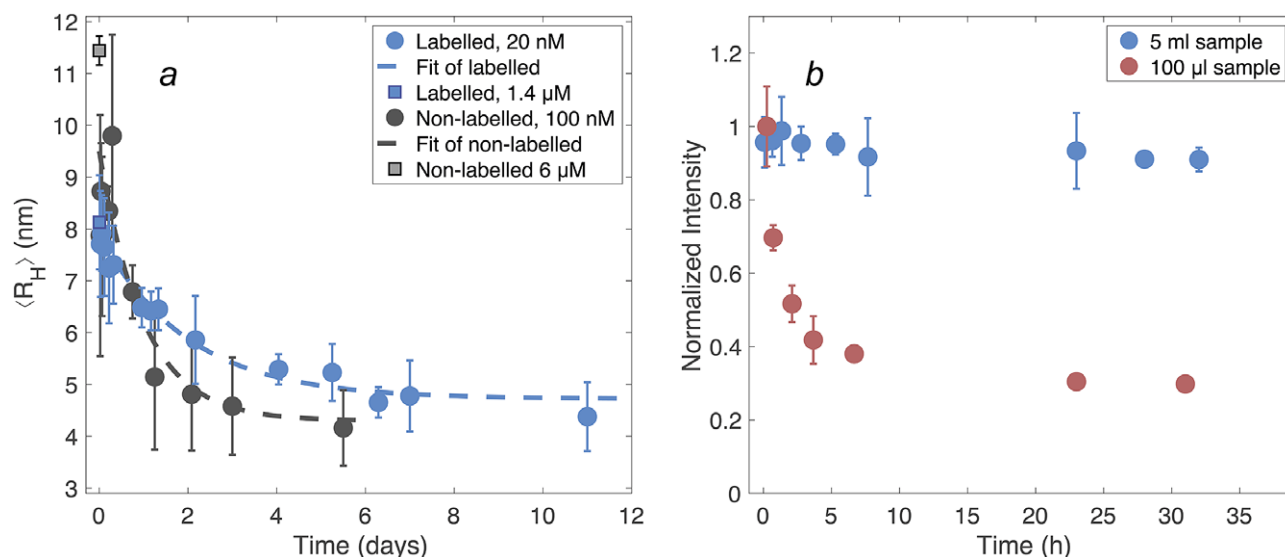 a
Labelled, 20 nM
Fit of labelled
Labelled, 1.4 μM
Non-labelled, 100 nM
Fit of non-labelled
Non-labelled 6 μM
12
11
10
9
8
7
6
5
4
3
⟨R_H⟩ (nm)
0
2
4
6
8
10
12
Time (days)
b
5 ml sample
100 μl sample
1.2
1
0.8
0.6
0.4
0.2
0
Normalized Intensity
0
5
10
15
20
25
30
35
Time (h)